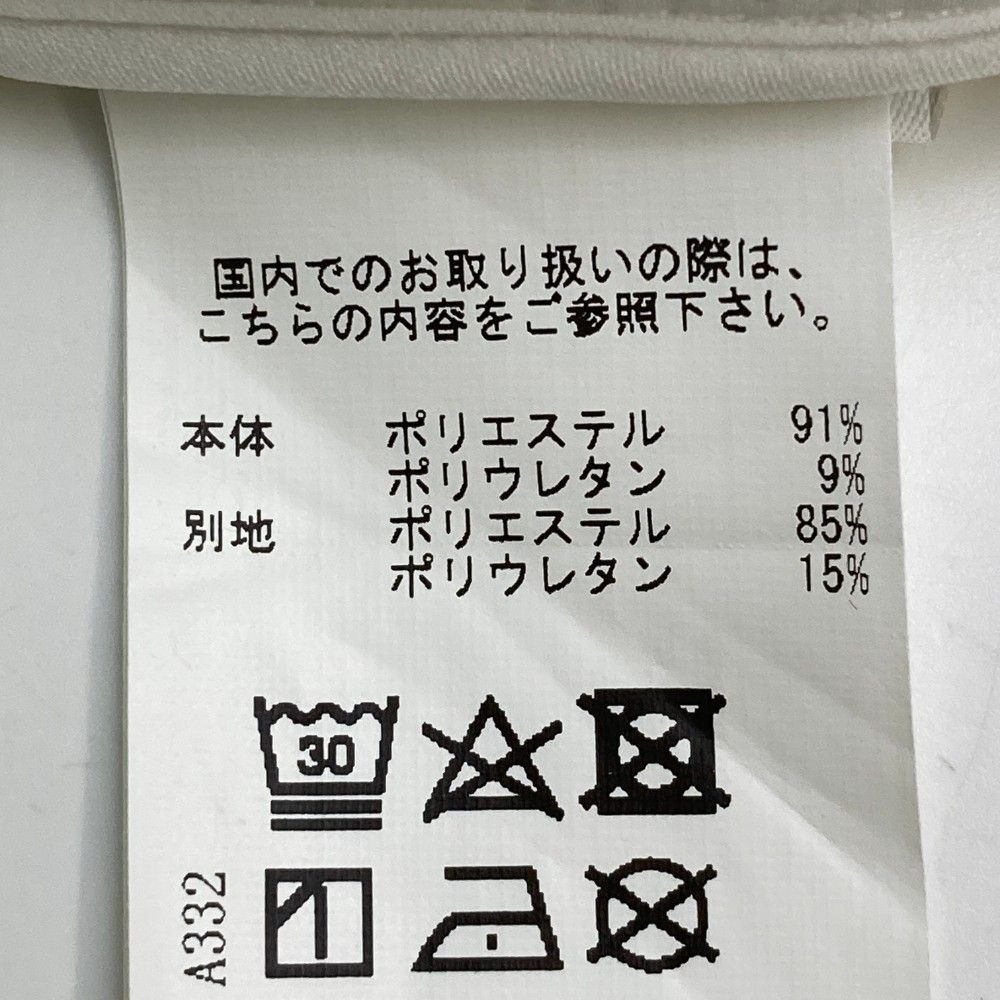 国内でのお取り扱いの際は、
こちらの内容をご参照下さい。
本体 ポリエステル 91%
ポリウレタン 9%
別地 ポリエステル 85%
ポリウレタン 15%
30
A332